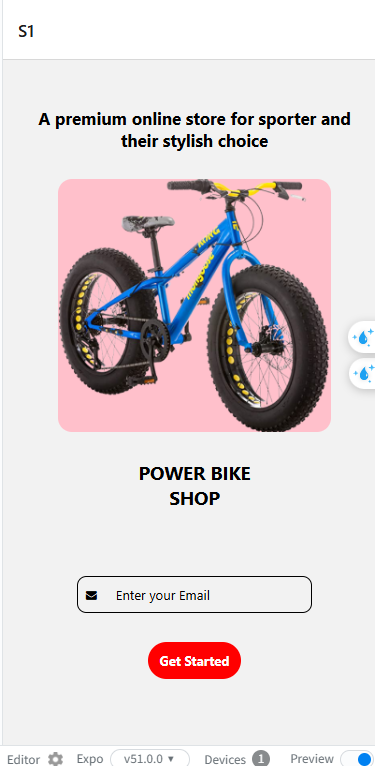 S1
A premium online store for sporter and
their stylish choice
mongoose
POWER BIKE
SHOP
Enter your Email
Get Started
Editor Expo v51.0.0 ▾ Devices 1 Preview